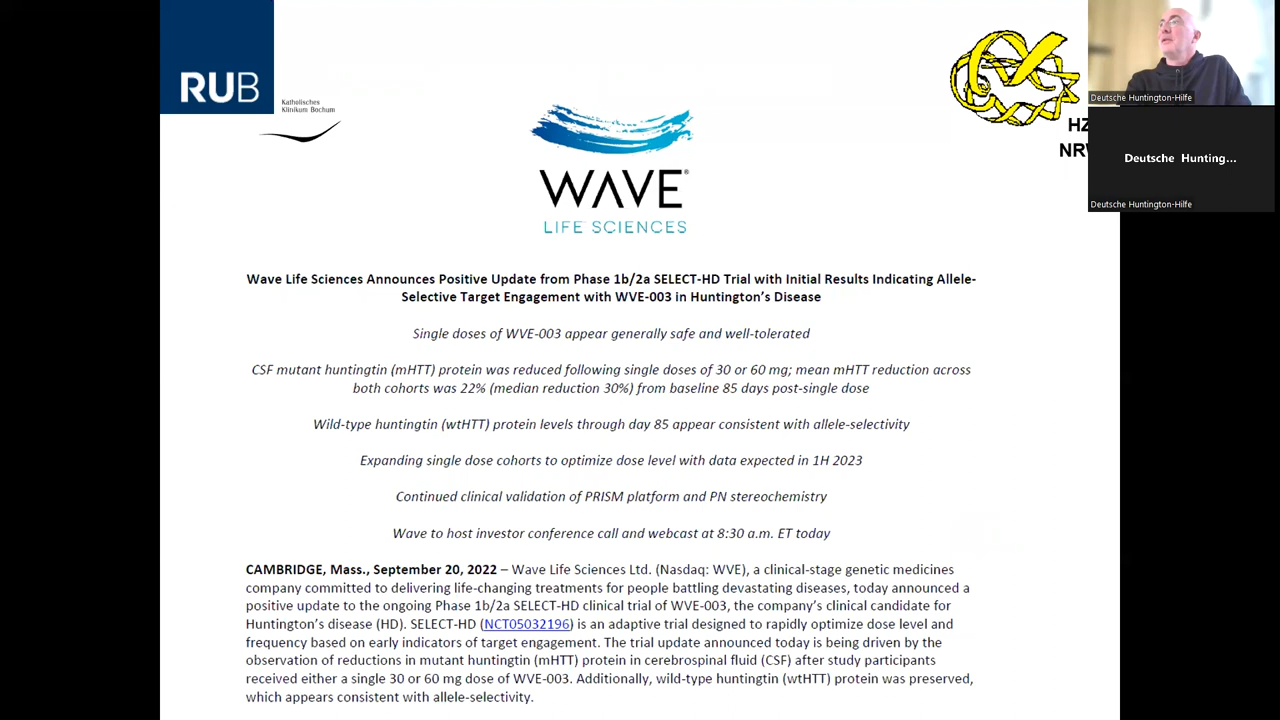 RUB
Katholisches
Klinikum Bochum
HZ
NRW
Deutsche Huntington-Hilfe
Deutsche Hunting...
Deutsche Huntington-Hilfe
WAVE®
LIFE SCIENCES
Wave Life Sciences Announces Positive Update from Phase 1b/2a SELECT-HD Trial with Initial Results Indicating Allele-
Selective Target Engagement with WVE-003 in Huntington’s Disease
Single doses of WVE-003 appear generally safe and well-tolerated
CSF mutant huntingtin (mHTT) protein was reduced following single doses of 30 or 60 mg; mean mHTT reduction across
both cohorts was 22% (median reduction 30%) from baseline 85 days post-single dose
Wild-type huntingtin (wtHTT) protein levels through day 85 appear consistent with allele-selectivity
Expanding single dose cohorts to optimize dose level with data expected in 1H 2023
Continued clinical validation of PRISM platform and PN stereochemistry
Wave to host investor conference call and webcast at 8:30 a.m. ET today
CAMBRIDGE, Mass., September 20, 2022 – Wave Life Sciences Ltd. (Nasdaq: WVE), a clinical-stage genetic medicines
company committed to delivering life-changing treatments for people battling devastating diseases, today announced a
positive update to the ongoing Phase 1b/2a SELECT-HD clinical trial of WVE-003, the company’s clinical candidate for
Huntington’s disease (HD). SELECT-HD (NCT05032196) is an adaptive trial designed to rapidly optimize dose level and
frequency based on early indicators of target engagement. The trial update announced today is being driven by the
observation of reductions in mutant huntingtin (mHTT) protein in cerebrospinal fluid (CSF) after study participants
received either a single 30 or 60 mg dose of WVE-003. Additionally, wild-type huntingtin (wtHTT) protein was preserved,
which appears consistent with allele-selectivity.